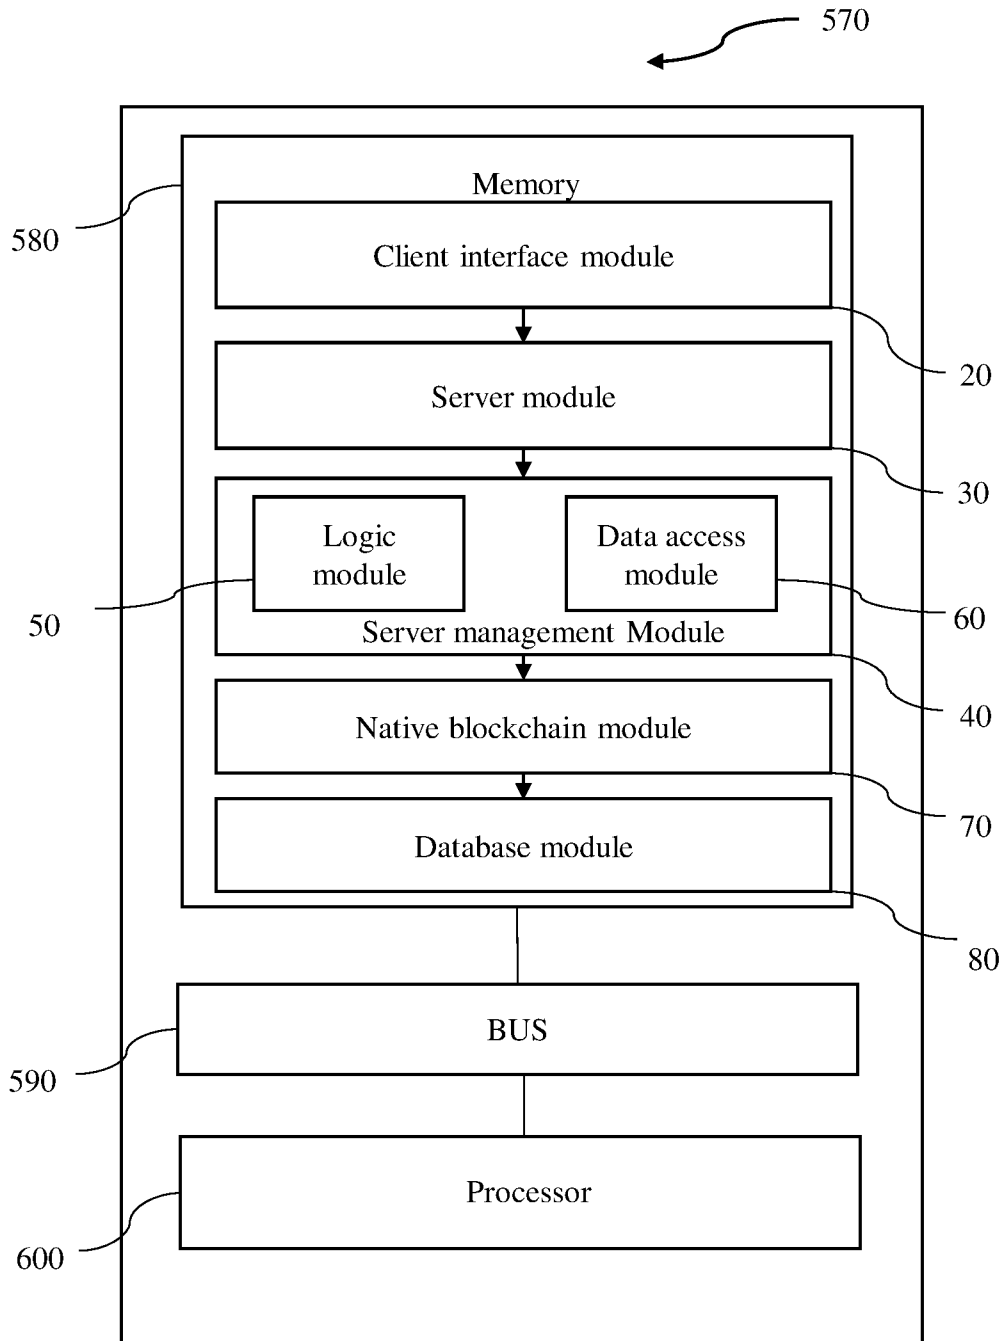 570
Memory
580
Client interface module
20
Server module
30
Logic
module
Data access
module
50
60
Server management Module
40
Native blockchain module
70
Database module
80
BUS
590
Processor
600